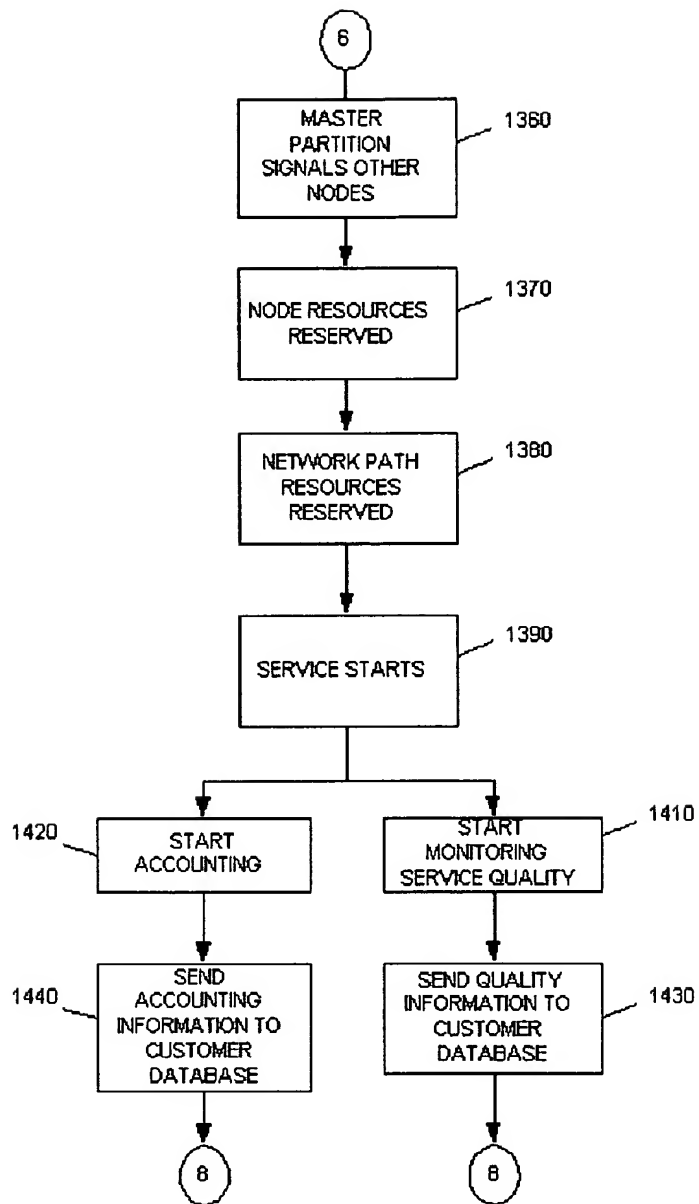 6
MASTER
PARTITION
SIGNALS OTHER
NODES
1360
NODE RESOURCES
RESERVED
1370
NETWORK PATH
RESOURCES
RESERVED
1380
SERVICE STARTS
1390
1420
START
ACCOUNTING
START
MONITORING
SERVICE QUALITY
1410
1440
SEND
ACCOUNTING
INFORMATION TO
CUSTOMER
DATABASE
SEND QUALITY
INFORMATION TO
CUSTOMER
DATABASE
1430
8
8